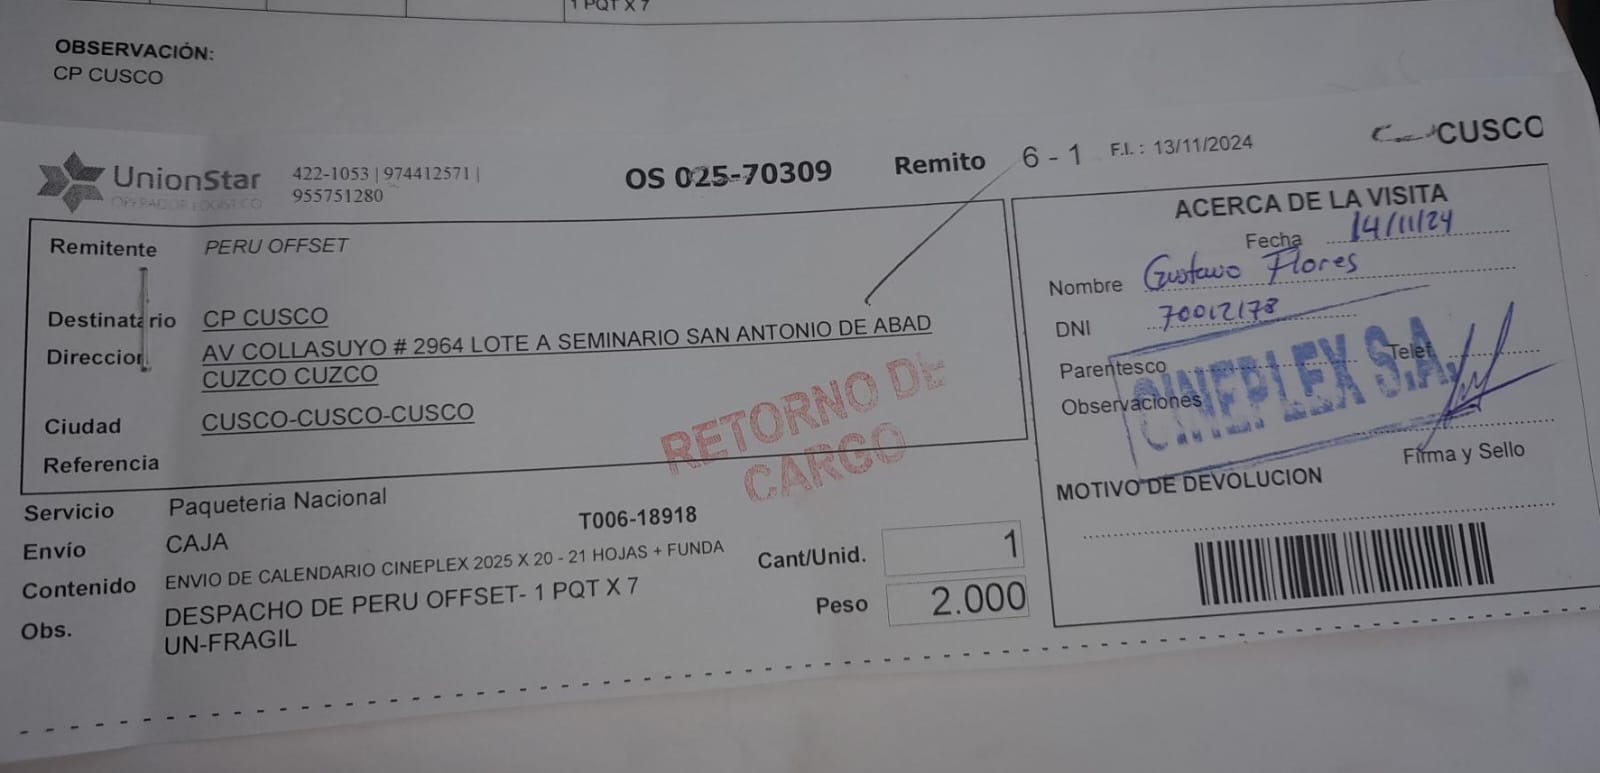 1 PQT X 7
OBSERVACIÓN:
CP CUSCO
UnionStar
OPERADOR LOGISTICO
422-1053 | 974412571 |
955751280
OS 025-70309
Remito 6 - 1
F.I. : 13/11/2024
CUSCO
Remitente PERU OFFSET
Destinatario CP CUSCO
Direccion AV COLLASUYO # 2964 LOTE A SEMINARIO SAN ANTONIO DE ABAD
CUZCO CUZCO
Ciudad CUSCO-CUSCO-CUSCO
Referencia
RETORNO DE
CARGO
Servicio Paqueteria Nacional
T006-18918
Envío CAJA
Contenido ENVIO DE CALENDARIO CINEPLEX 2025 X 20 - 21 HOJAS + FUNDA
Obs. DESPACHO DE PERU OFFSET- 1 PQT X 7
UN-FRAGIL
Cant/Unid. 1
Peso 2.000
ACERCA DE LA VISITA
Fecha 14/11/24
Nombre Gustavo Flores
DNI 70012178
Parentesco Telef
Observaciones
CINEPLEX S.A.
Firma y Sello
MOTIVO DE DEVOLUCION